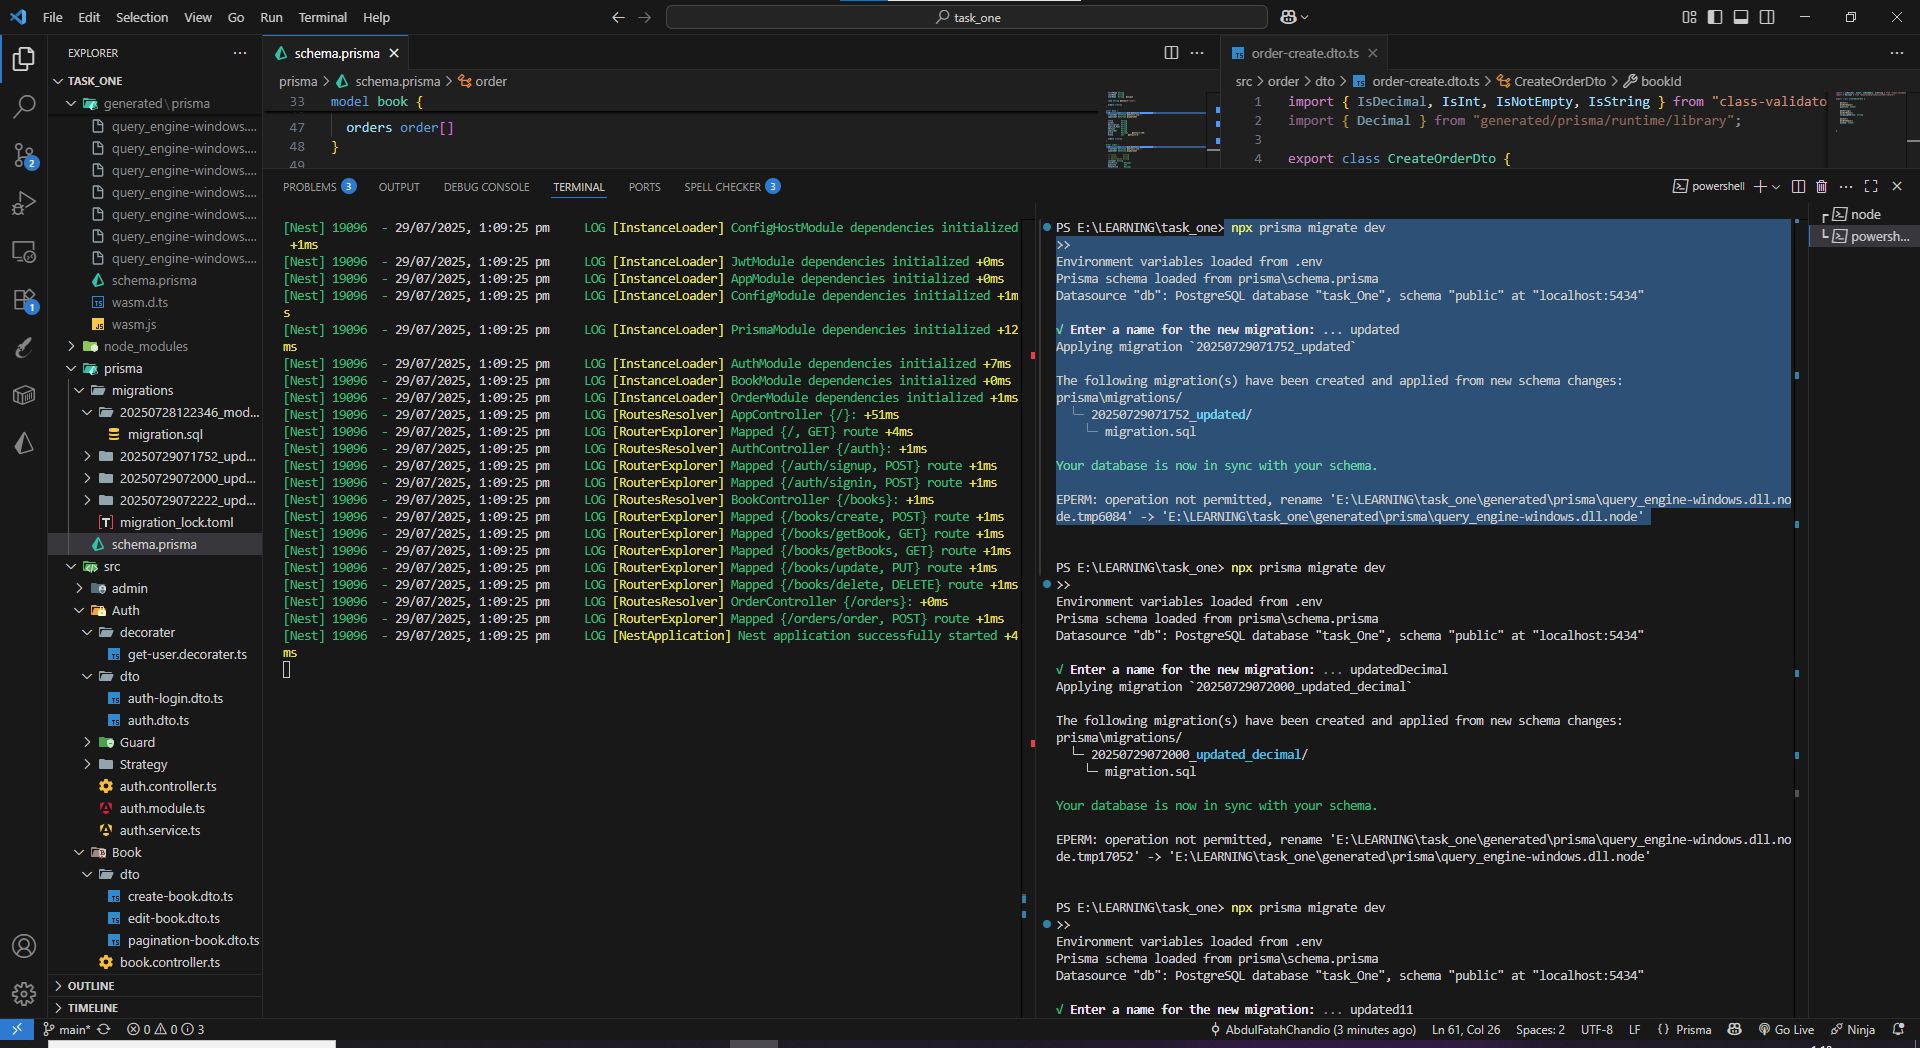 File Edit Selection View Go Run Terminal Help
task_one
EXPLORER
TASK_ONE
generated\prisma
query_engine-windows....
query_engine-windows....
query_engine-windows....
query_engine-windows....
query_engine-windows....
query_engine-windows....
query_engine-windows....
schema.prisma
wasm.d.ts
wasm.js
node_modules
prisma
migrations
20250728122346_mod...
migration.sql
20250729071752_upd...
20250729072000_upd...
20250729072222_upd...
migration_lock.toml
schema.prisma
src
admin
Auth
decorater
get-user.decorater.ts
dto
auth-login.dto.ts
auth.dto.ts
Guard
Strategy
auth.controller.ts
auth.module.ts
auth.service.ts
Book
dto
create-book.dto.ts
edit-book.dto.ts
pagination-book.dto.ts
book.controller.ts
OUTLINE
TIMELINE
2
1
schema.prisma
prisma > schema.prisma > order
33 model book {
47 orders order[]
48 }
49
order-create.dto.ts
src > order > dto > order-create.dto.ts > CreateOrderDto > bookId
1 import { IsDecimal, IsInt, IsNotEmpty, IsString } from "class-validato
2 import { Decimal } from "generated/prisma/runtime/library";
3
4 export class CreateOrderDto {
PROBLEMS 3 OUTPUT DEBUG CONSOLE TERMINAL PORTS SPELL CHECKER 3
powershell
[Nest] 19096  - 29/07/2025, 1:09:25 pm     LOG [InstanceLoader] ConfigHostModule dependencies initialized
+1ms
[Nest] 19096  - 29/07/2025, 1:09:25 pm     LOG [InstanceLoader] JwtModule dependencies initialized +0ms
[Nest] 19096  - 29/07/2025, 1:09:25 pm     LOG [InstanceLoader] AppModule dependencies initialized +0ms
[Nest] 19096  - 29/07/2025, 1:09:25 pm     LOG [InstanceLoader] ConfigModule dependencies initialized +1m
s
[Nest] 19096  - 29/07/2025, 1:09:25 pm     LOG [InstanceLoader] PrismaModule dependencies initialized +12
ms
[Nest] 19096  - 29/07/2025, 1:09:25 pm     LOG [InstanceLoader] AuthModule dependencies initialized +7ms
[Nest] 19096  - 29/07/2025, 1:09:25 pm     LOG [InstanceLoader] BookModule dependencies initialized +0ms
[Nest] 19096  - 29/07/2025, 1:09:25 pm     LOG [InstanceLoader] OrderModule dependencies initialized +1ms
[Nest] 19096  - 29/07/2025, 1:09:25 pm     LOG [RoutesResolver] AppController {/}: +51ms
[Nest] 19096  - 29/07/2025, 1:09:25 pm     LOG [RouterExplorer] Mapped {/, GET} route +4ms
[Nest] 19096  - 29/07/2025, 1:09:25 pm     LOG [RoutesResolver] AuthController {/auth}: +1ms
[Nest] 19096  - 29/07/2025, 1:09:25 pm     LOG [RouterExplorer] Mapped {/auth/signup, POST} route +1ms
[Nest] 19096  - 29/07/2025, 1:09:25 pm     LOG [RouterExplorer] Mapped {/auth/signin, POST} route +1ms
[Nest] 19096  - 29/07/2025, 1:09:25 pm     LOG [RoutesResolver] BookController {/books}: +1ms
[Nest] 19096  - 29/07/2025, 1:09:25 pm     LOG [RouterExplorer] Mapped {/books/create, POST} route +1ms
[Nest] 19096  - 29/07/2025, 1:09:25 pm     LOG [RouterExplorer] Mapped {/books/getBook, GET} route +1ms
[Nest] 19096  - 29/07/2025, 1:09:25 pm     LOG [RouterExplorer] Mapped {/books/getBooks, GET} route +1ms
[Nest] 19096  - 29/07/2025, 1:09:25 pm     LOG [RouterExplorer] Mapped {/books/update, PUT} route +1ms
[Nest] 19096  - 29/07/2025, 1:09:25 pm     LOG [RouterExplorer] Mapped {/books/delete, DELETE} route +1ms
[Nest] 19096  - 29/07/2025, 1:09:25 pm     LOG [RoutesResolver] OrderController {/orders}: +0ms
[Nest] 19096  - 29/07/2025, 1:09:25 pm     LOG [RouterExplorer] Mapped {/orders/order, POST} route +1ms
[Nest] 19096  - 29/07/2025, 1:09:25 pm     LOG [NestApplication] Nest application successfully started +4
ms
PS E:\LEARNING\task_one> npx prisma migrate dev
>>
Environment variables loaded from .env
Prisma schema loaded from prisma\schema.prisma
Datasource "db": PostgreSQL database "task_One", schema "public" at "localhost:5434"
√ Enter a name for the new migration: ... updated
Applying migration `20250729071752_updated`
The following migration(s) have been created and applied from new schema changes:
prisma\migrations/
└─ 20250729071752_updated/
└─ migration.sql
Your database is now in sync with your schema.
EPERM: operation not permitted, rename 'E:\LEARNING\task_one\generated\prisma\query_engine-windows.dll.no
de.tmp6084' -> 'E:\LEARNING\task_one\generated\prisma\query_engine-windows.dll.node'
PS E:\LEARNING\task_one> npx prisma migrate dev
>>
Environment variables loaded from .env
Prisma schema loaded from prisma\schema.prisma
Datasource "db": PostgreSQL database "task_One", schema "public" at "localhost:5434"
√ Enter a name for the new migration: ... updatedDecimal
Applying migration `20250729072000_updated_decimal`
The following migration(s) have been created and applied from new schema changes:
prisma\migrations/
└─ 20250729072000_updated_decimal/
└─ migration.sql
Your database is now in sync with your schema.
EPERM: operation not permitted, rename 'E:\LEARNING\task_one\generated\prisma\query_engine-windows.dll.no
de.tmp17052' -> 'E:\LEARNING\task_one\generated\prisma\query_engine-windows.dll.node'
PS E:\LEARNING\task_one> npx prisma migrate dev
>>
Environment variables loaded from .env
Prisma schema loaded from prisma\schema.prisma
Datasource "db": PostgreSQL database "task_One", schema "public" at "localhost:5434"
√ Enter a name for the new migration: ... updated11
node
powersh...
main* 0 0 3
AbdulFatahChandio (3 minutes ago) Ln 61, Col 26 Spaces: 2 UTF-8 LF {} Prisma Go Live Ninja